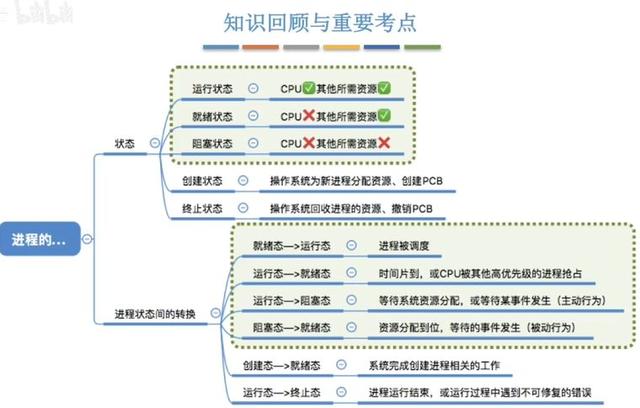 bilibili
知识回顾与重要考点
运行状态 CPU✅其他所需资源✅
就绪状态 CPU❌其他所需资源✅
阻塞状态 CPU❌其他所需资源❌
状态
创建状态 操作系统为新进程分配资源、创建PCB
终止状态 操作系统回收进程的资源、撤销PCB
进程的...
就绪态—>运行态 进程被调度
运行态—>就绪态 时间片到，或CPU被其他高优先级的进程抢占
运行态—>阻塞态 等待系统资源分配，或等待某事件发生（主动行为）
进程状态间的转换
阻塞态—>就绪态 资源分配到位，等待的事件发生（被动行为）
创建态—>就绪态 系统完成创建进程相关的工作
运行态—>终止态 进程运行结束，或运行过程中遇到不可修复的错误